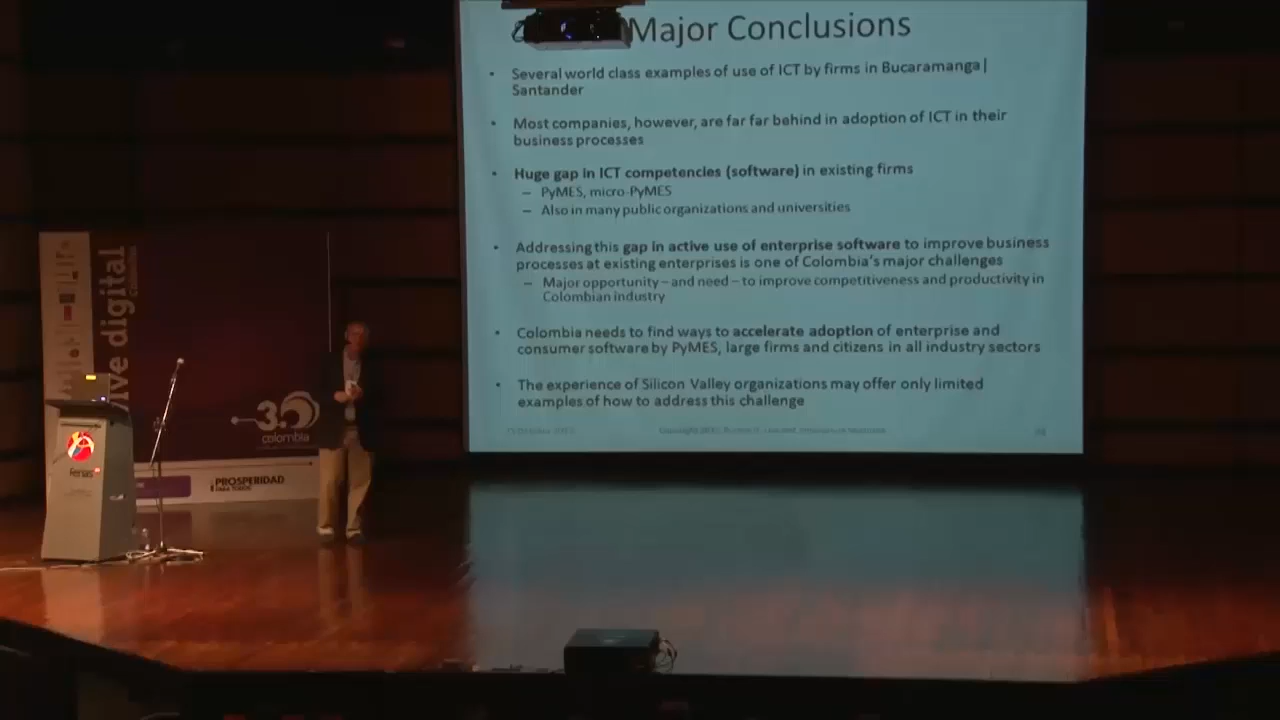 Major Conclusions
• Several world class examples of use of ICT by firms in Bucaramanga|
Santander
• Most companies, however, are far far behind in adoption of ICT in their
business processes
• Huge gap in ICT competencies (software) in existing firms
– PyMES, micro-PyMES
– Also in many public organizations and universities
• Addressing this gap in active use of enterprise software to improve business
processes at existing enterprises is one of Colombia's major challenges
– Major opportunity – and need – to improve competitiveness and productivity in
Colombian industry
• Colombia needs to find ways to accelerate adoption of enterprise and
consumer software by PyMES, large firms and citizens in all industry sectors
• The experience of Silicon Valley organizations may offer only limited
examples of how to address this challenge
ive digital
3.0
colombia
PROSPERIDAD
PARA TODOS